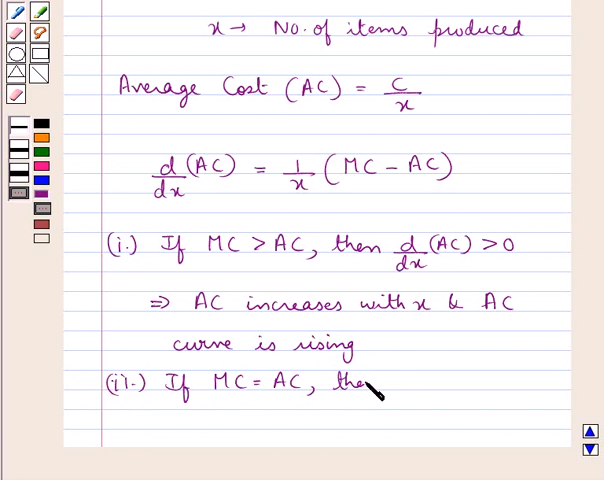 x → No. of items produced
Average Cost (AC) = C/x
d/dx (AC) = 1/x (MC - AC)
(i.) If MC > AC, then d/dx (AC) > 0
⇒ AC increases with x & AC
curve is rising
(ii.) If MC = AC, the